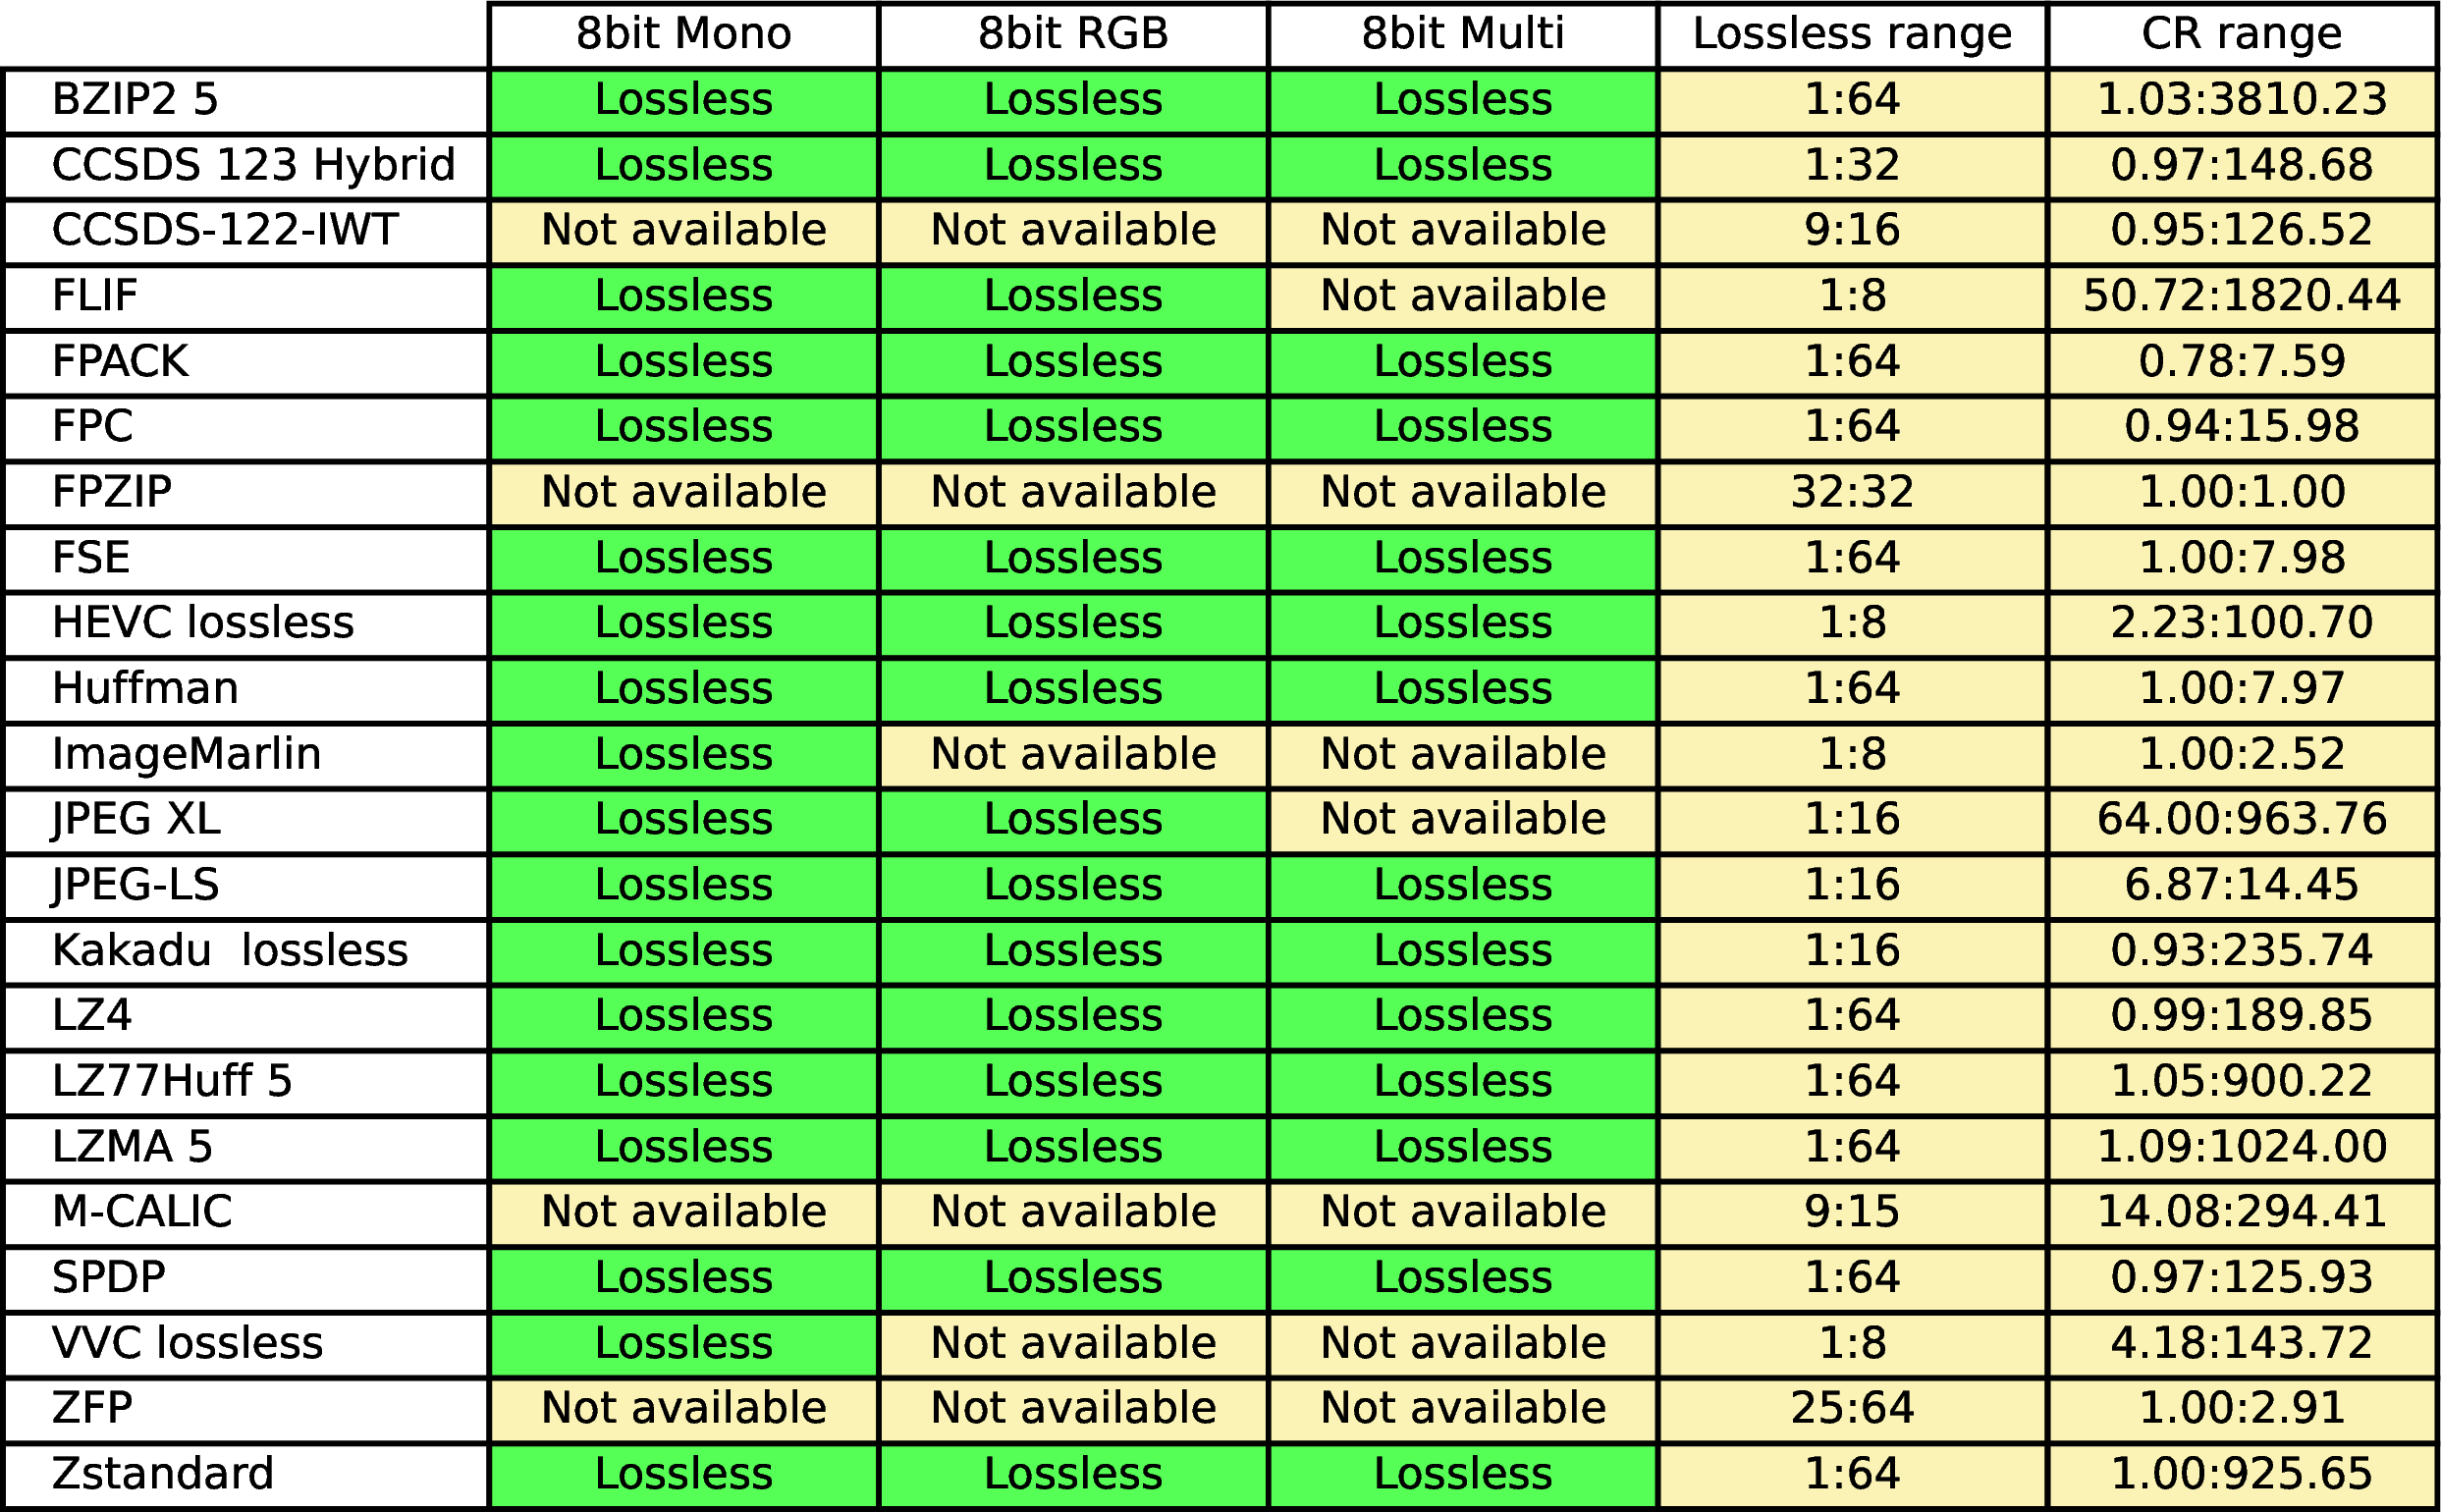 8bit Mono 8bit RGB 8bit Multi Lossless range CR range
BZIP2 5 Lossless Lossless Lossless 1:64 1.03:3810.23
CCSDS 123 Hybrid Lossless Lossless Lossless 1:32 0.97:148.68
CCSDS-122-IWT Not available Not available Not available 9:16 0.95:126.52
FLIF Lossless Lossless Not available 1:8 50.72:1820.44
FPACK Lossless Lossless Lossless 1:64 0.78:7.59
FPC Lossless Lossless Lossless 1:64 0.94:15.98
FPZIP Not available Not available Not available 32:32 1.00:1.00
FSE Lossless Lossless Lossless 1:64 1.00:7.98
HEVC lossless Lossless Lossless Lossless 1:8 2.23:100.70
Huffman Lossless Lossless Lossless 1:64 1.00:7.97
ImageMarlin Lossless Not available Not available 1:8 1.00:2.52
JPEG XL Lossless Lossless Not available 1:16 64.00:963.76
JPEG-LS Lossless Lossless Lossless 1:16 6.87:14.45
Kakadu lossless Lossless Lossless Lossless 1:16 0.93:235.74
LZ4 Lossless Lossless Lossless 1:64 0.99:189.85
LZ77Huff 5 Lossless Lossless Lossless 1:64 1.05:900.22
LZMA 5 Lossless Lossless Lossless 1:64 1.09:1024.00
M-CALIC Not available Not available Not available 9:15 14.08:294.41
SPDP Lossless Lossless Lossless 1:64 0.97:125.93
VVC lossless Lossless Not available Not available 1:8 4.18:143.72
ZFP Not available Not available Not available 25:64 1.00:2.91
Zstandard Lossless Lossless Lossless 1:64 1.00:925.65